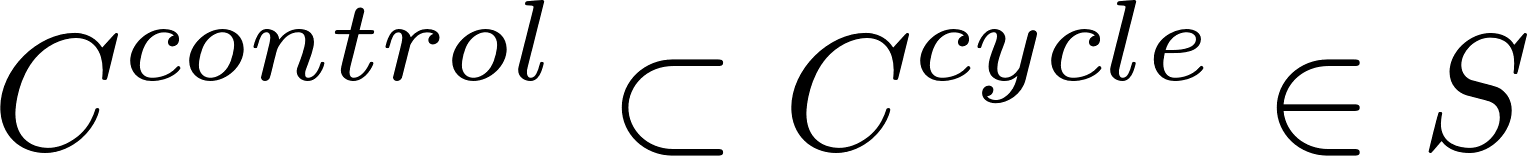 C^{control} ⊂ C^{cycle} ∈ S